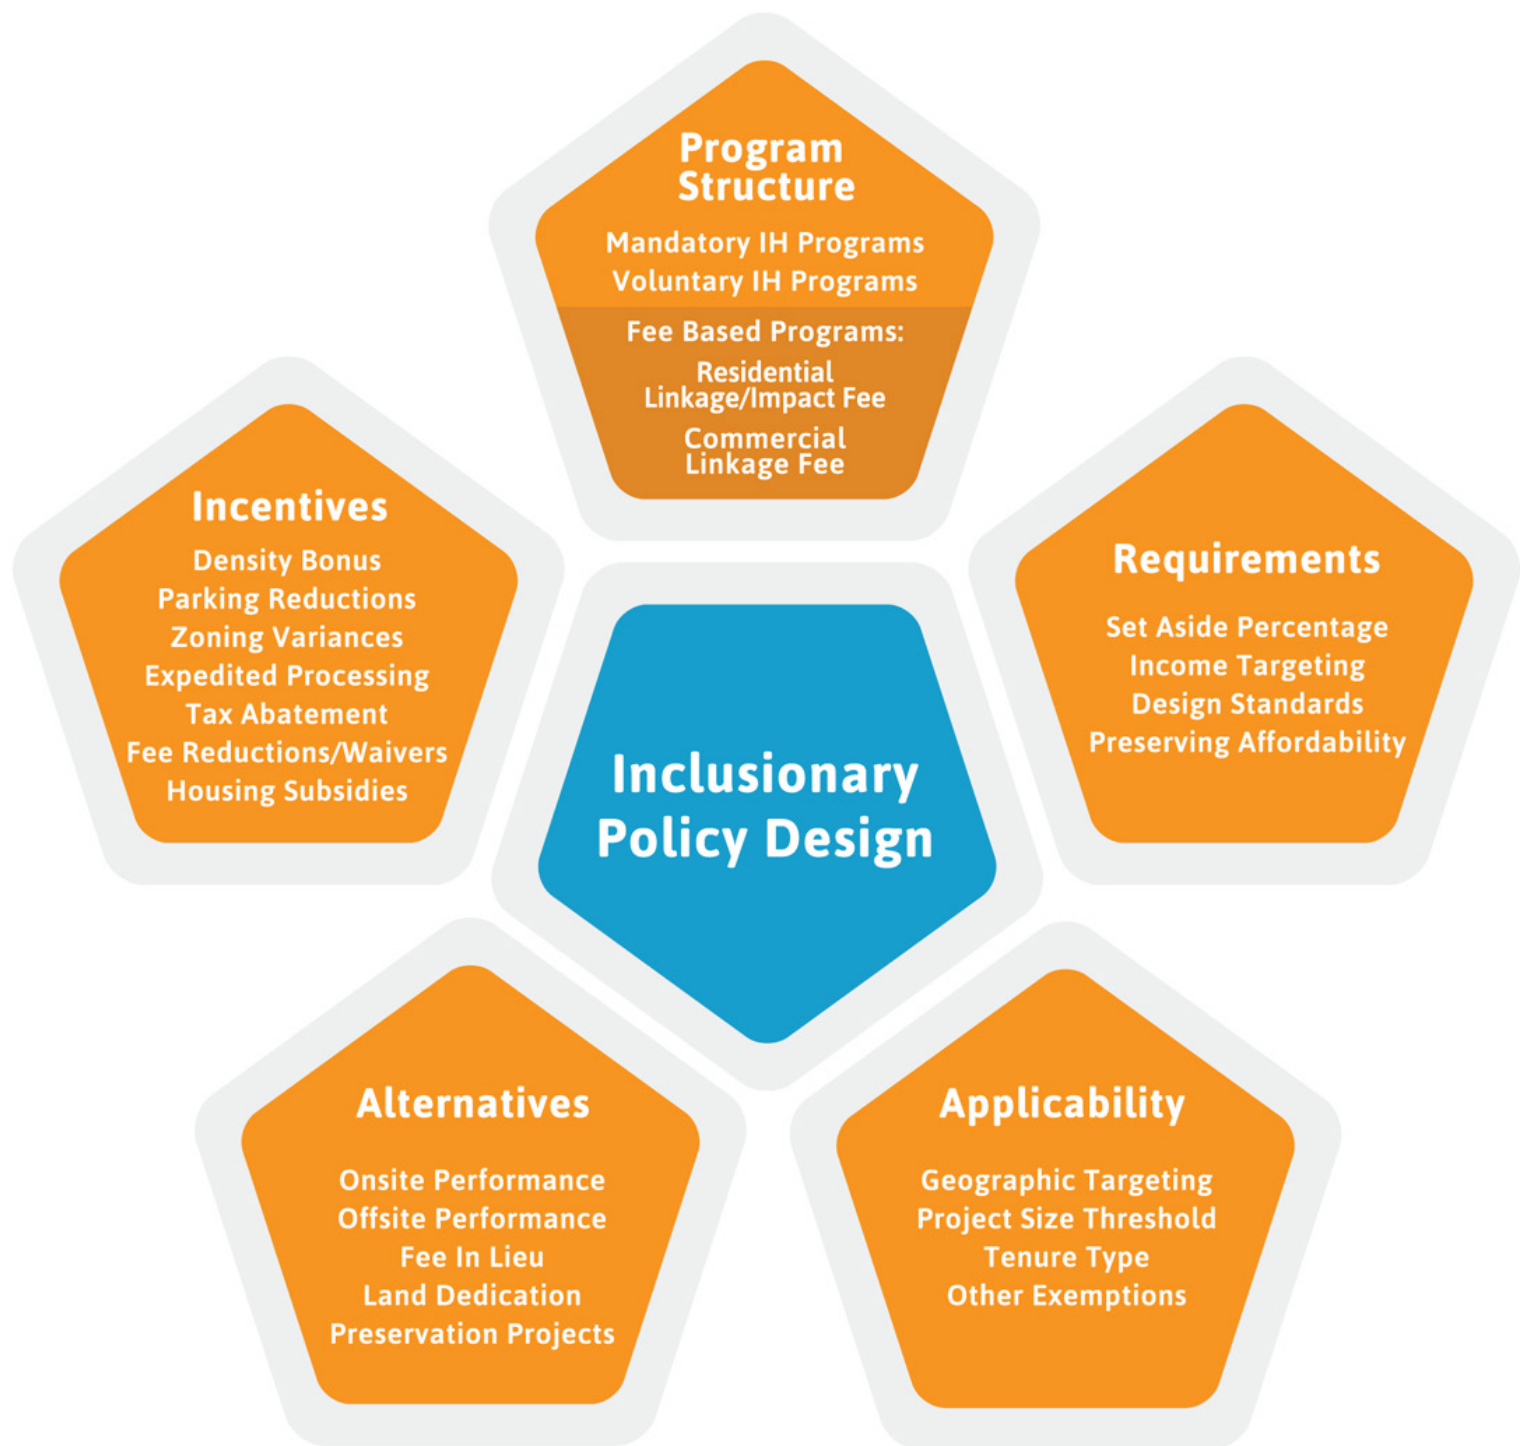 Program
Structure
Mandatory IH Programs
Voluntary IH Programs
Fee Based Programs:
Residential
Linkage/Impact Fee
Commercial
Linkage Fee
Incentives
Density Bonus
Parking Reductions
Zoning Variances
Expedited Processing
Tax Abatement
Fee Reductions/Waivers
Housing Subsidies
Requirements
Set Aside Percentage
Income Targeting
Design Standards
Preserving Affordability
Inclusionary
Policy Design
Alternatives
Onsite Performance
Offsite Performance
Fee In Lieu
Land Dedication
Preservation Projects
Applicability
Geographic Targeting
Project Size Threshold
Tenure Type
Other Exemptions